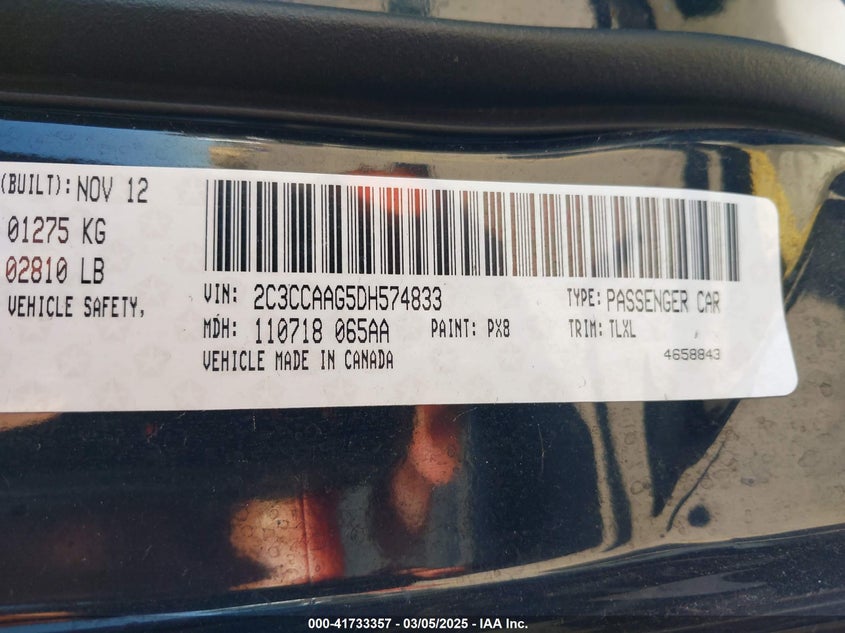 (BUILT): NOV 12
01275 KG
02810 LB
VEHICLE SAFETY,
VIN: 2C3CCAAG5DH574833 TYPE: PASSENGER CAR
MDH: 110718 065AA PAINT: PX8 TRIM: TLXL
VEHICLE MADE IN CANADA 4658843
000-41733357 - 03/05/2025 - IAA Inc.